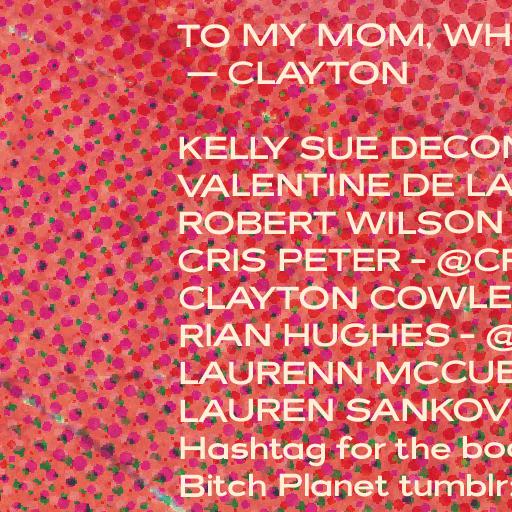 TO MY MOM, WH
— CLAYTON
KELLY SUE DECON
VALENTINE DE LA
ROBERT WILSON
CRIS PETER - @CR
CLAYTON COWLE
RIAN HUGHES - @
LAURENN MCCUE
LAUREN SANKOV
Hashtag for the boo
Bitch Planet tumblr: